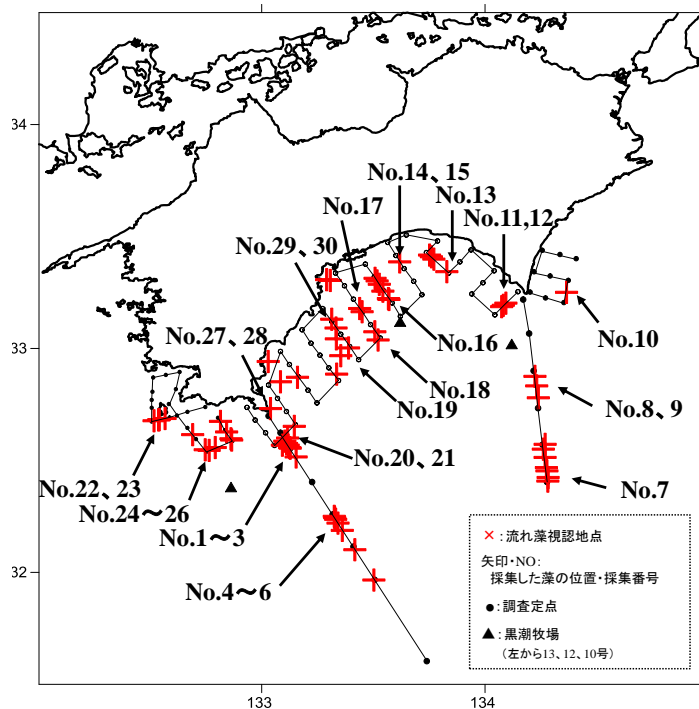 34
33
32
133
134
No.14、15
No.13
No.17
No.11,12
No.29、30
No.27、28
No.10
No.16
No.18
No.19
No.8、9
No.20、21
No.22、23
No.24～26
No.7
No.1～3
No.4～6
×:流れ藻視認地点
矢印・NO:
採集した藻の位置・採集番号
●:調査定点
▲:黒潮牧場
(左から13、12、10号)